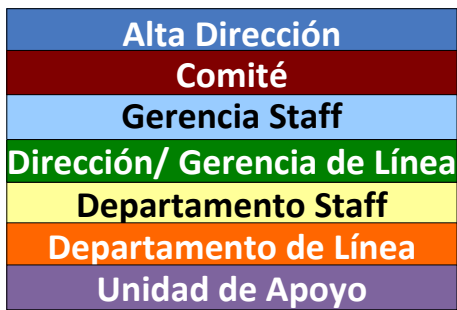 Alta Dirección
Comité
Gerencia Staff
Dirección/ Gerencia de Línea
Departamento Staff
Departamento de Línea
Unidad de Apoyo